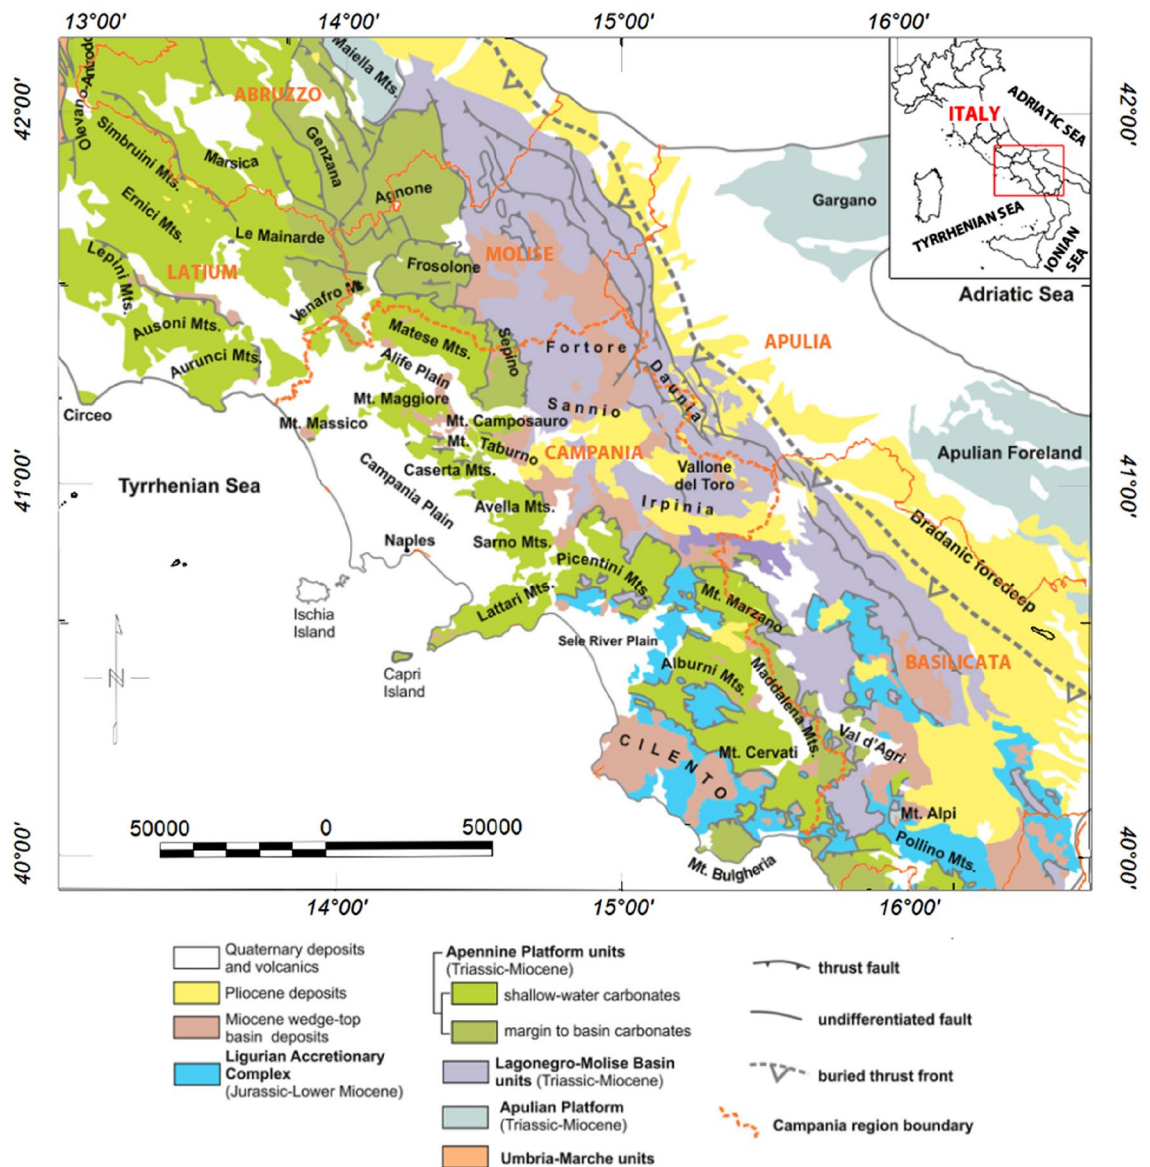 13°00' 14°00' 15°00' 16°00'
42°00'
42°00'
Olevano-Antrodo
Maiella Mts.
ABRUZZO
Simbruini Mts.
Marsica
Genzana
Agnone
Ernici Mts.
Le Mainarde
Lepini Mts.
LATIUM
Frosolone
MOLISE
Venafro Mt
Ausoni Mts.
Aurunci Mts.
Matese Mts.
Sepino
Fortore
Daunia
Alife Plain
Circeo
Mt. Maggiore
Sannio
Mt. Massico
Mt. Camposauro
Mt. Taburno
CAMPANIA
Caserta Mts.
Campania Plain
Vallone
del Toro
Irpinia
Avella Mts.
Tyrrhenian Sea
Naples
Sarno Mts.
Picentini Mts.
Lattari Mts.
Mt. Marzano
Ischia
Island
Capri
Island
Sele River Plain
Alburni Mts.
Maddalena Mts.
CILENTO
Mt. Cervati
Val d'Agri
Mt. Alpi
Pollino Mts.
Mt. Bulgheria
BASILICATA
Bradanic foredeep
Apulian Foreland
APULIA
Gargano
Adriatic Sea
ITALY
ADRIATIC SEA
TYRRHENIAN SEA
IONIAN
SEA
41°00'
41°00'
N
50000 0 50000
40°00'
40°00'
14°00' 15°00' 16°00'
Quaternary deposits
and volcanics
Pliocene deposits
Miocene wedge-top
basin deposits
Ligurian Accretionary
Complex
(Jurassic-Lower Miocene)
Apennine Platform units
(Triassic-Miocene)
shallow-water carbonates
margin to basin carbonates
Lagonegro-Molise Basin
units (Triassic-Miocene)
Apulian Platform
(Triassic-Miocene)
Umbria-Marche units
thrust fault
undifferentiated fault
buried thrust front
Campania region boundary